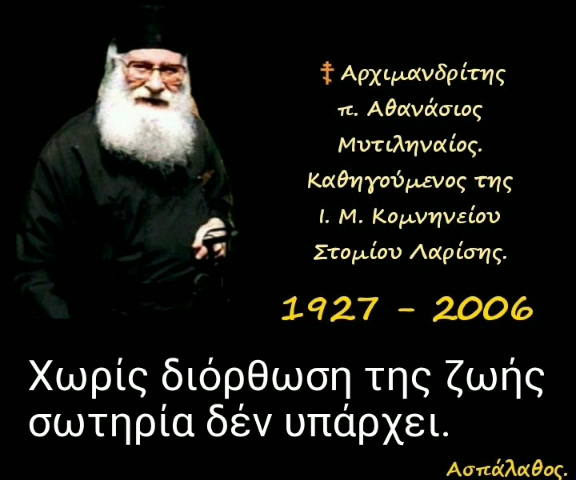 ☦ Αρχιμανδρίτης
π. Αθανάσιος
Μυτιληναίος.
Καθηγούμενος της
Ι. Μ. Κομνηνείου
Στομίου Λαρίσης.
1927 - 2006
Χωρίς διόρθωση της ζωής
σωτηρία δέν υπάρχει.
Ασπάλαθος.